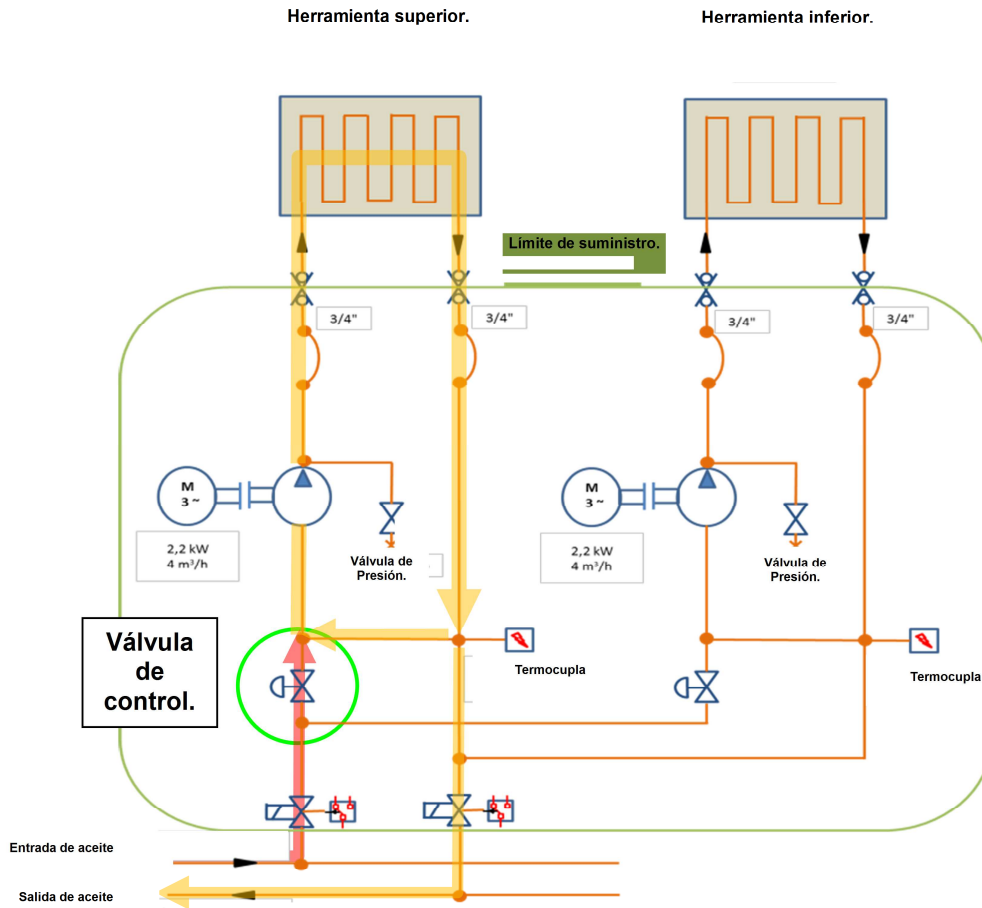 Herramienta superior.
Herramienta inferior.
Límite de suministro.
3/4"
3/4"
3/4"
3/4"
M
3 ~
2,2 kW
4 m³/h
Válvula de
Presión.
M
3 ~
2,2 kW
4 m³/h
Válvula de
Presión.
Válvula
de
control.
Termocupla
Termocupla
Entrada de aceite
Salida de aceite